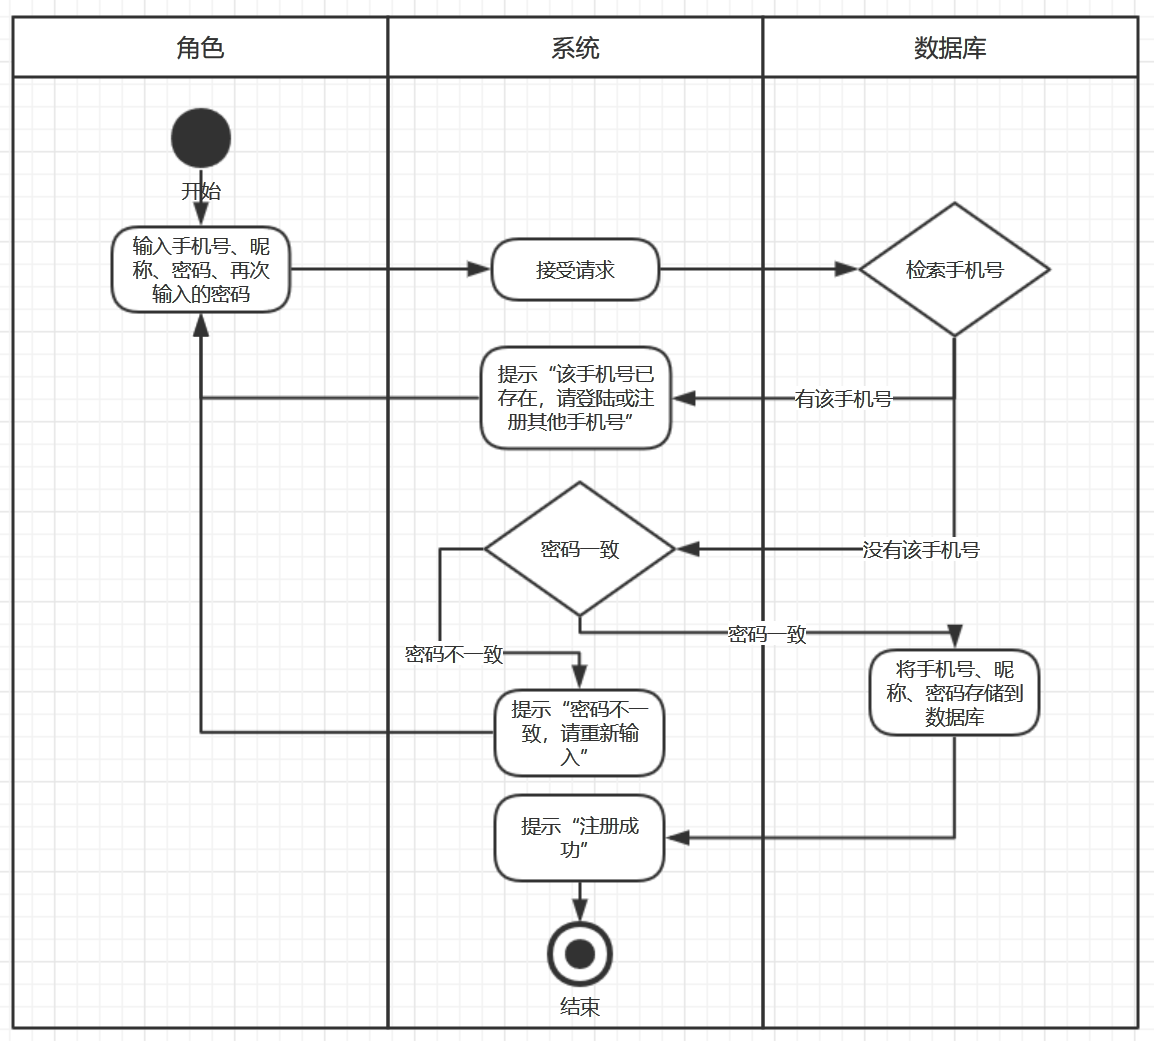 角色
系统
数据库
开始
输入手机号、昵
称、密码、再次
输入的密码
接受请求
检索手机号
提示“该手机号已
存在，请登陆或注
册其他手机号”
有该手机号
密码一致
没有该手机号
密码一致
密码不一致
将手机号、昵
称、密码存储到
数据库
提示“密码不一
致，请重新输
入”
提示“注册成
功”
结束